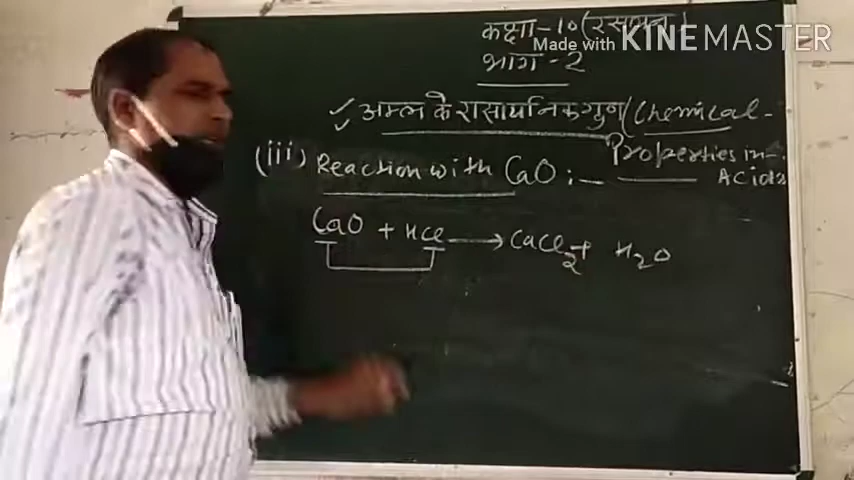 कक्षा-10 (रसायन)
Made with KINEMASTER
भाग-2
अम्ल के रासायनिक गुण (Chemical-
Properties in-
Acids
(iii) Reaction with CaO :-
CaO + HCl → CaCl2 + H2O